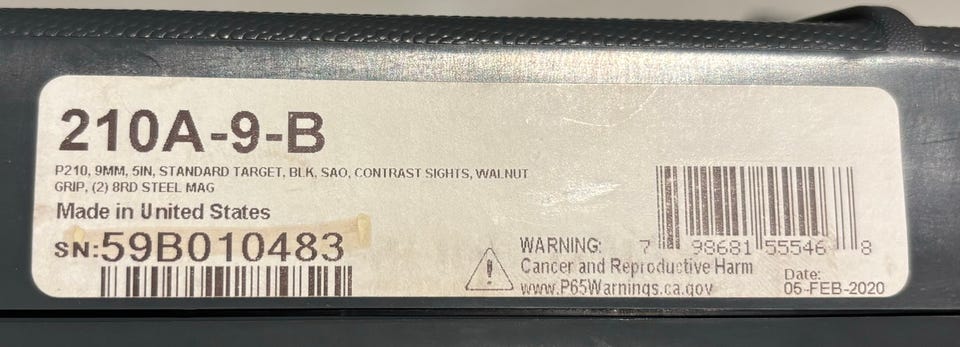 210A-9-B
P210, 9MM, 5IN, STANDARD TARGET, BLK, SAO, CONTRAST SIGHTS, WALNUT
GRIP, (2) 8RD STEEL MAG
Made in United States
SN:59B010483
WARNING:
Cancer and Reproductive Harm
www.P65Warnings.ca.gov
7 98681 55546 8
Date:
05-FEB-2020